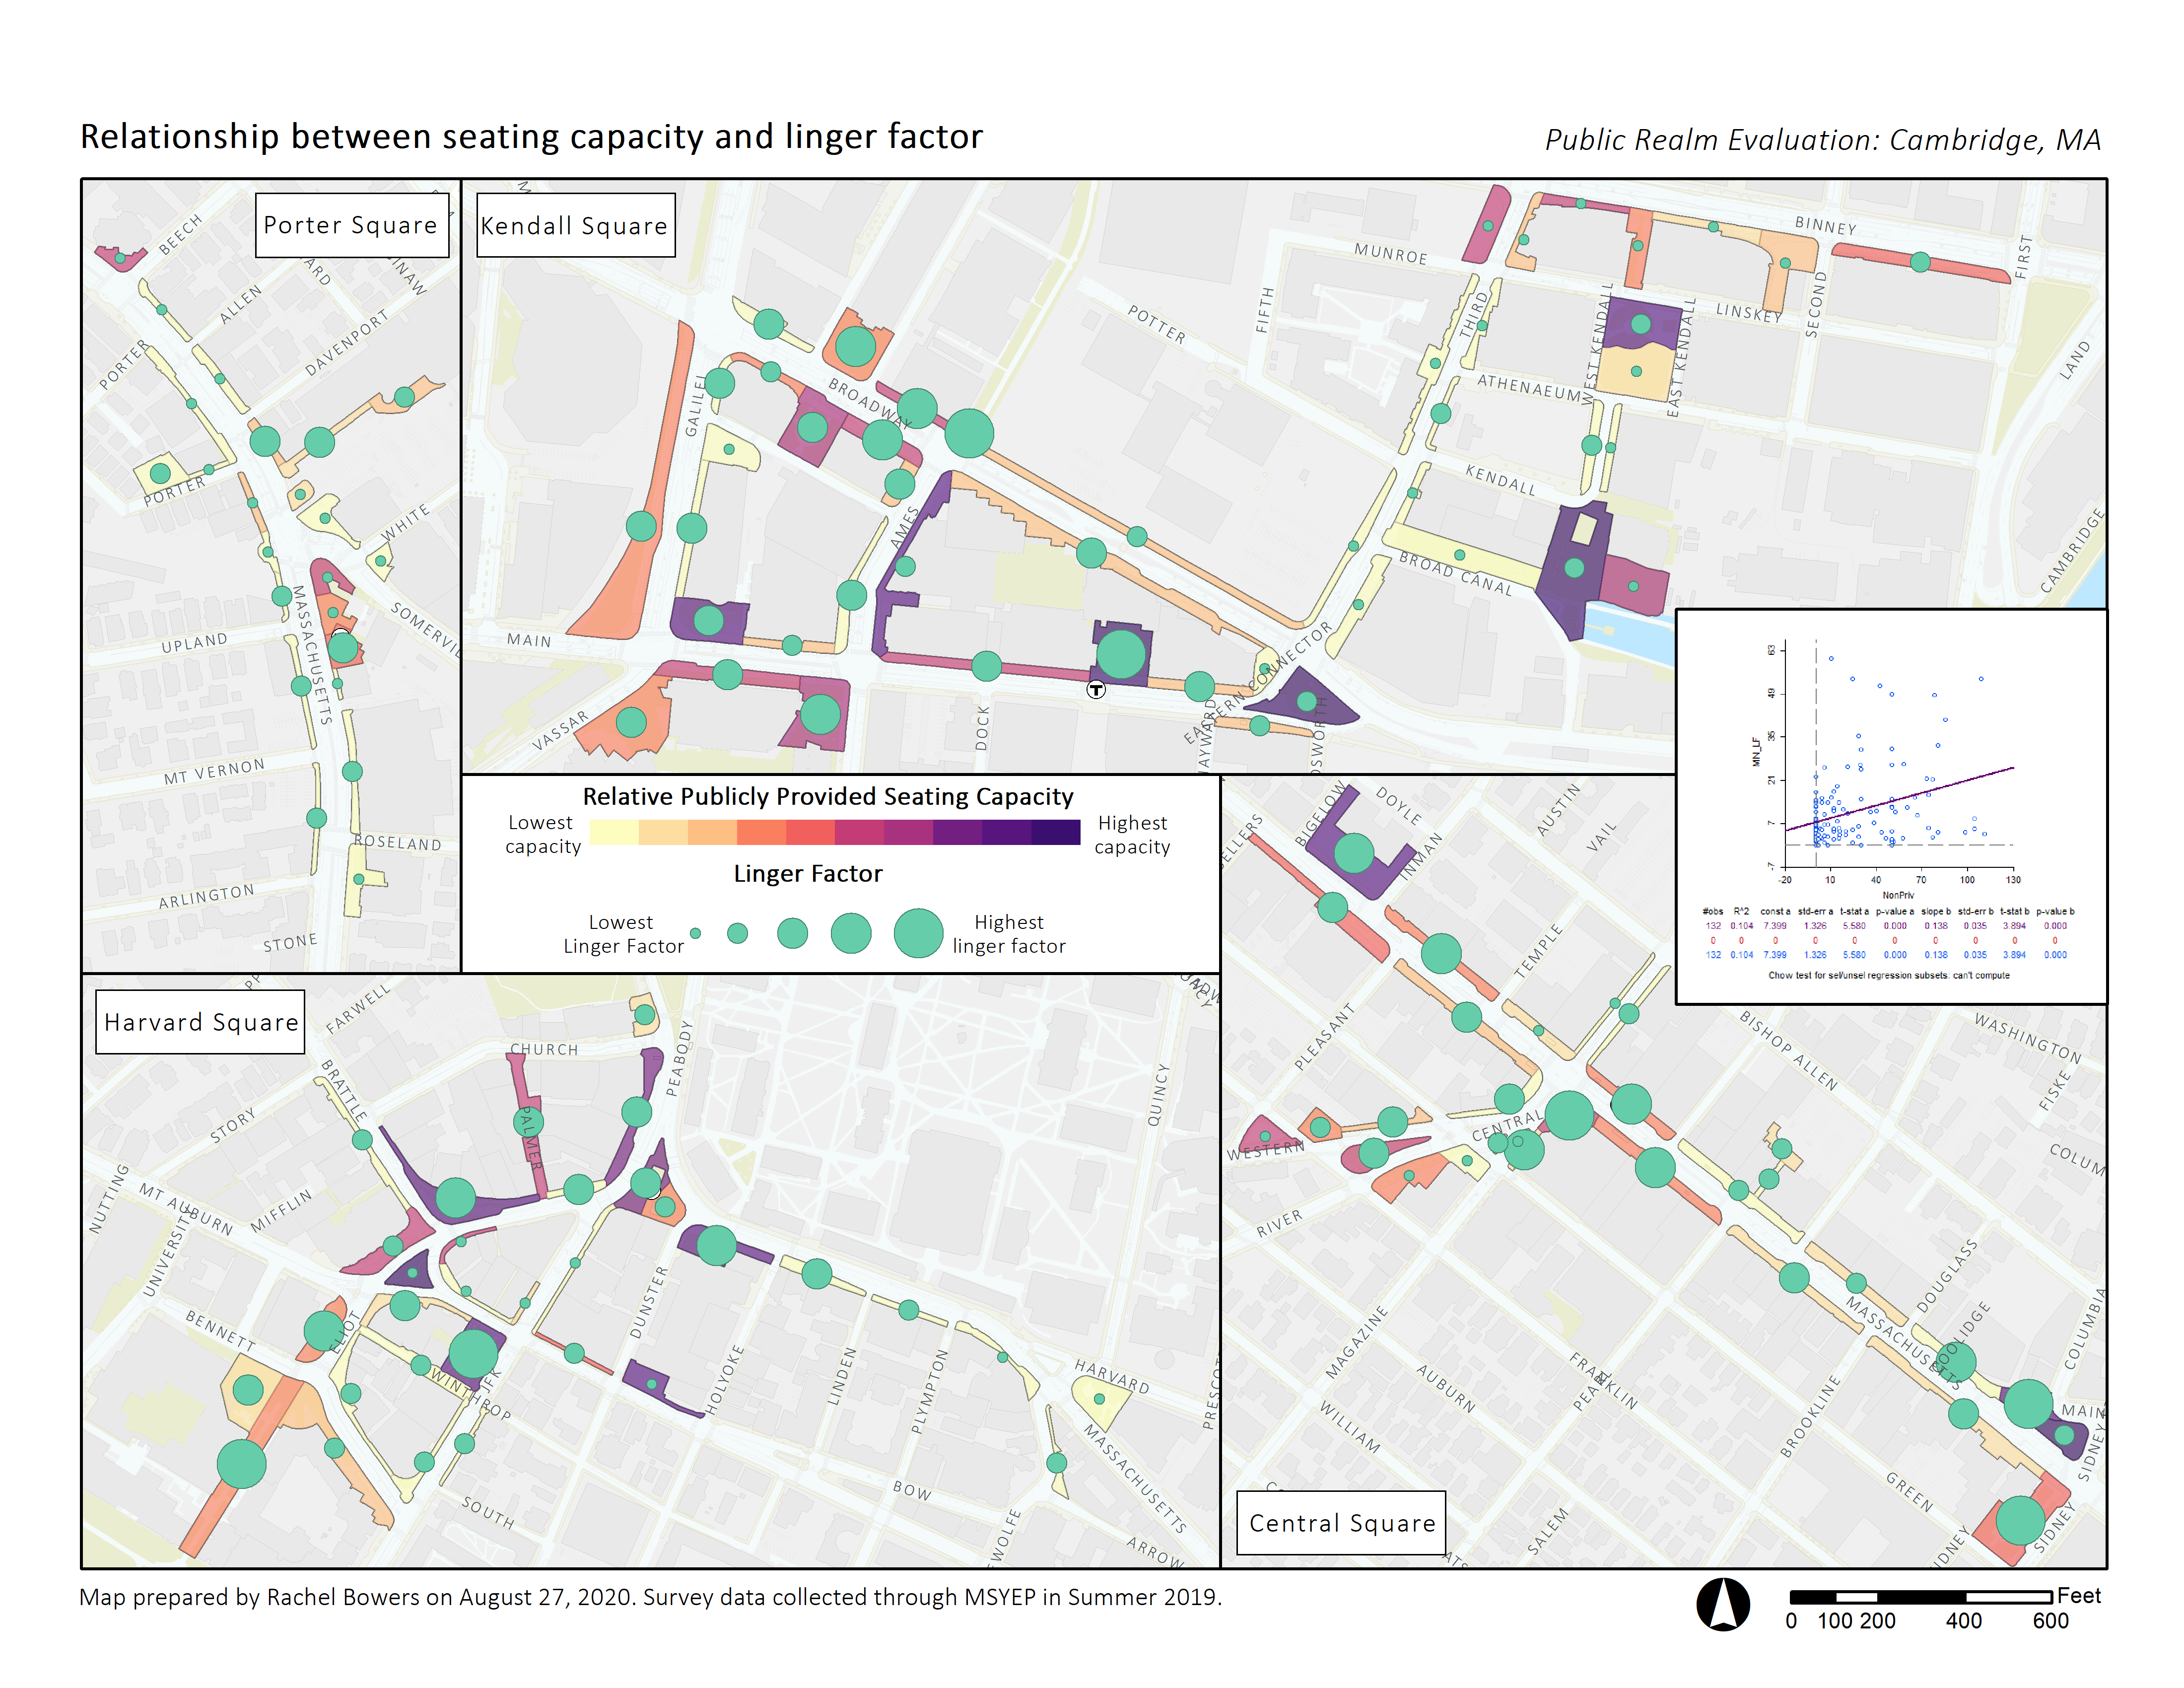 Relationship between seating capacity and linger factor
Public Realm Evaluation: Cambridge, MA
Porter Square
BEECH
ALLEN
DAVENPORT
PORTER
PORTER
WHITE
MASSACHUSETTS
UPLAND
MT VERNON
ROSELAND
ARLINGTON
STONE
Kendall Square
MUNROE
BINNEY
FIRST
THIRD
LINSKEY
SECOND
POTTER
FIFTH
WEST KENDALL
EAST KENDALL
LAND
GALILEI
BROADWAY
ATHENAEUM
KENDALL
AMES
BROAD CANAL
CAMBRIDGE
MAIN
VASSAR
DOCK
EASTERN CONNECTOR
T
Relative Publicly Provided Seating Capacity
Lowest capacity
Highest capacity
Linger Factor
Lowest Linger Factor
Highest linger factor
63
49
35
21
7
-7
MN_LF
-20 10 40 70 100 130
NonPriv
#obs R^2 const a std-err a t-stat a p-value a slope b std-err b t-stat b p-value b
132 0.104 7.399 1.326 5.580 0.000 0.138 0.035 3.894 0.000
0 0 0 0 0 0 0 0 0 0
132 0.104 7.399 1.326 5.580 0.000 0.138 0.035 3.894 0.000
Chow test for sel/unsel regression subsets: can't compute
Harvard Square
FARWELL
CHURCH
PEABODY
BRATTLE
STORY
PALMER
QUINCY
NUTTING
MT AUBURN
MIFFLIN
BENNETT
ELIOT
WINTHROP
JFK
DUNSTER
HOLYOKE
LINDEN
PLYMPTON
HARVARD
MASSACHUSETTS
BOW
SOUTH
ARROW
BIGELOW
DOYLE
INMAN
AUSTIN
VAIL
TEMPLE
PLEASANT
BISHOP ALLEN
WASHINGTON
FISKE
CENTRAL
WESTERN
RIVER
DOUGLASS
COLUMBIA
MASSACHUSETTS
MAGAZINE
AUBURN
FRANKLIN
PEARL
WILLIAM
BROOKLINE
GREEN
MAIN
SIDNEY
SIDNEY
SALEM
Central Square
Map prepared by Rachel Bowers on August 27, 2020. Survey data collected through MSYEP in Summer 2019.
Feet
0 100 200 400 600